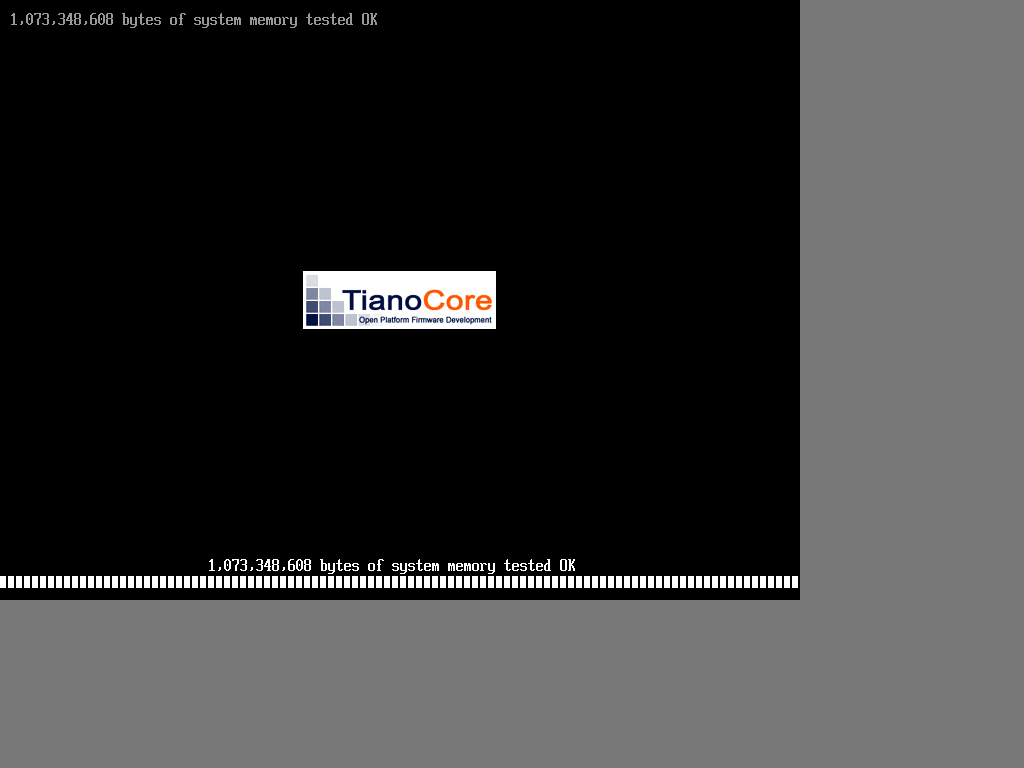 1,073,348,608 bytes of system memory tested OK
TianoCore
Open Platform Firmware Development
1,073,348,608 bytes of system memory tested OK